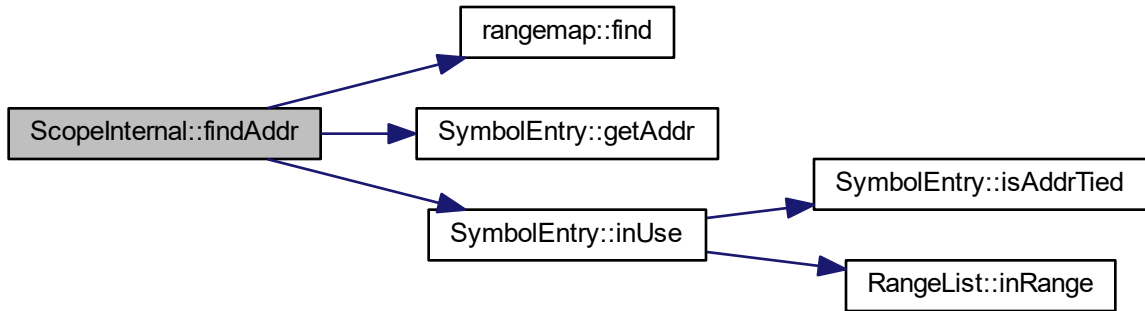 rangemap::find
ScopeInternal::findAddr
SymbolEntry::getAddr
SymbolEntry::isAddrTied
SymbolEntry::inUse
RangeList::inRange